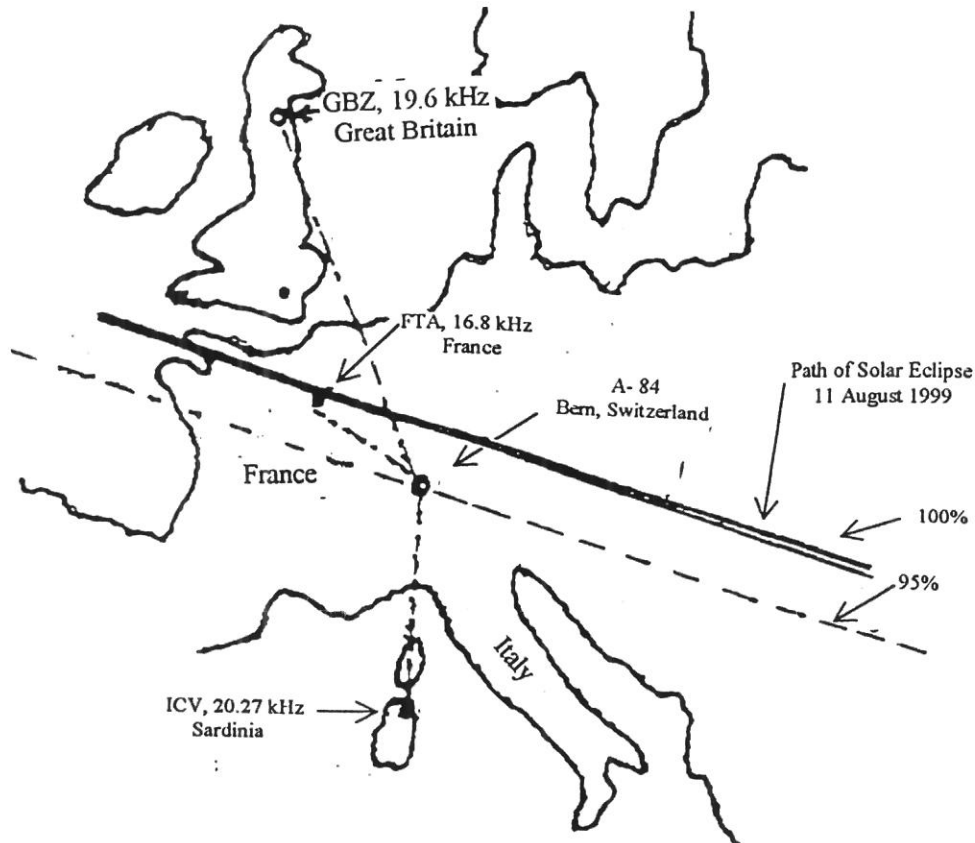 GBZ, 19.6 kHz
Great Britain
FTA, 16.8 kHz
France
A- 84
Bern, Switzerland
Path of Solar Eclipse
11 August 1999
France
100%
95%
Italy
ICV, 20.27 kHz
Sardinia